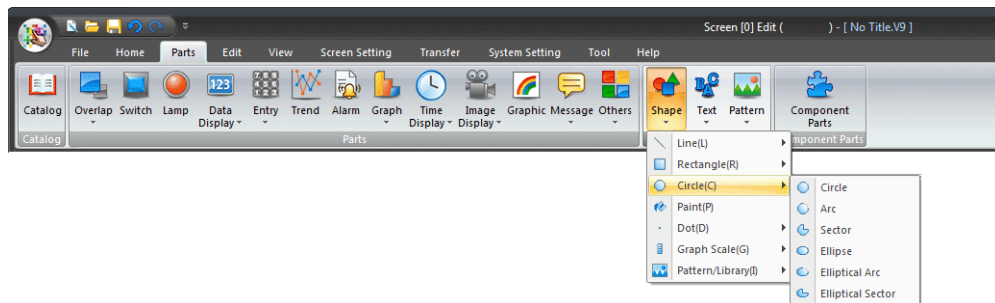 Screen [0] Edit ( ) - [ No Title.V9 ]
File Home Parts Edit View Screen Setting Transfer System Setting Tool Help
Catalog Overlap Switch Lamp Data Display Entry Trend Alarm Graph Time Display Image Display Graphic Message Others Shape Text Pattern Component Parts
Catalog Parts mponent Parts
Line(L)
Rectangle(R)
Circle(C) Circle
Paint(P) Arc
Dot(D) Sector
Graph Scale(G) Ellipse
Pattern/Library(I) Elliptical Arc
Elliptical Sector